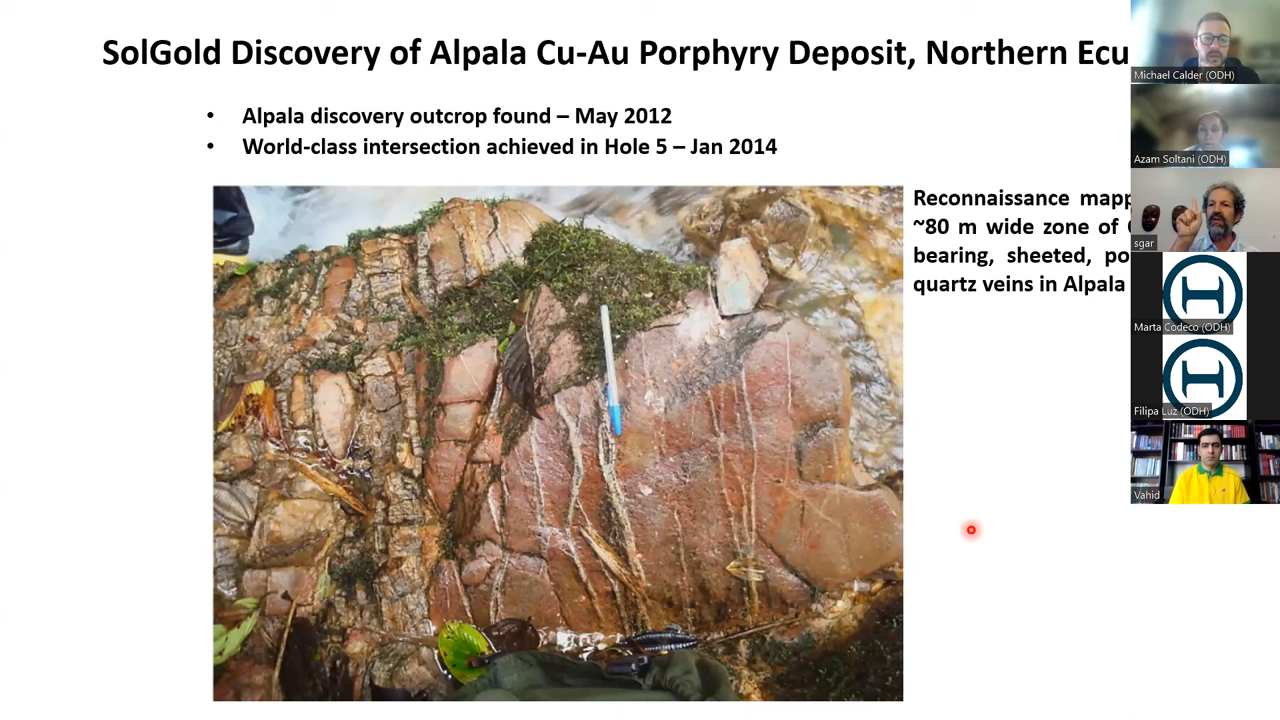 SolGold Discovery of Alpala Cu-Au Porphyry Deposit, Northern Ecu
• Alpala discovery outcrop found – May 2012
• World-class intersection achieved in Hole 5 – Jan 2014
Reconnaissance mapp
~80 m wide zone of
bearing, sheeted, po
quartz veins in Alpala
Michael Calder (ODH)
Azam Soltani (ODH)
sgar
Marta Codeco (ODH)
Filipa Luz (ODH)
Vahid